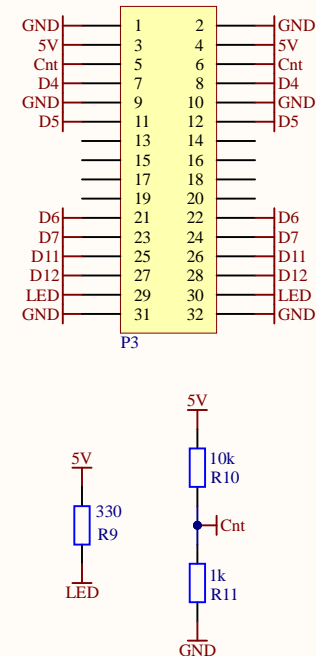 GND 1 2 GND
5V 3 4 5V
Cnt 5 6 Cnt
D4 7 8 D4
GND 9 10 GND
D5 11 12 D5
13 14
15 16
17 18
19 20
D6 21 22 D6
D7 23 24 D7
D11 25 26 D11
D12 27 28 D12
LED 29 30 LED
GND 31 32 GND
P3
5V
330
R9
LED
5V
10k
R10
Cnt
1k
R11
GND